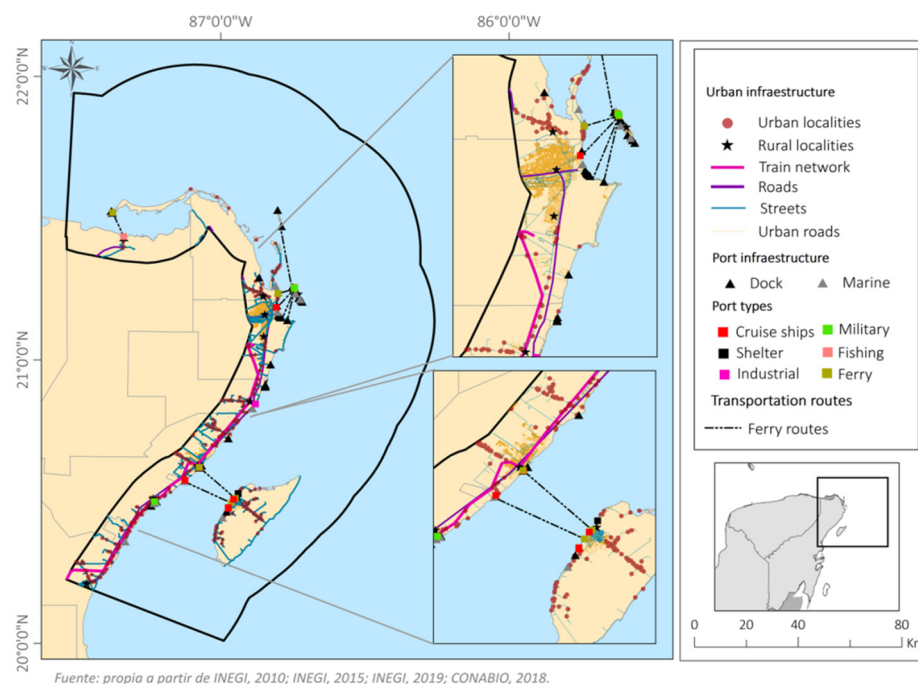 87°0'0"W
86°0'0"W
22°0'0"N
21°0'0"N
20°0'0"N
Urban infraestructure
Urban localities
Rural localities
Train network
Roads
Streets
Urban roads
Port infraestructure
Dock
Marine
Port types
Cruise ships
Military
Shelter
Fishing
Industrial
Ferry
Transportation routes
Ferry routes
0 20 40 60 80
Km
Fuente: propia a partir de INEGI, 2010; INEGI, 2015; INEGI, 2019; CONABIO, 2018.